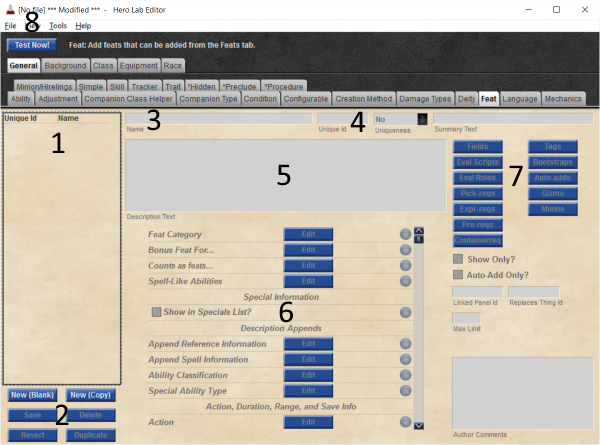 [No file] *** Modified *** - Hero Lab Editor
File Tools Help
8
Test Now! Feat: Add feats that can be added from the Feats tab.
General Background Class Equipment Race
Minion/Hirelings Simple Skill Tracker Trait *Hidden *Preclude *Procedure
Ability Adjustment Companion Class Helper Companion Type Condition Configurable Creation Method Damage Types Deity Feat Language Mechanics
Unique Id Name
1
3
4
No
Name Unique Id Uniqueness Summary Text
5
Description Text
Fields Tags
Eval Scripts Bootstraps
Eval Rules Auto-adds
7
Pick-reqs Gizmo
Expr-reqs Minion
Pre-reqs
Containerreq
Feat Category Edit
Bonus Feat For... Edit
Counts as feats... Edit
Spell-Like Abilities Edit
Special Information
Show in Specials List?
6
Description Appends
Append Reference Information Edit
Append Spell Information Edit
Ability Classification Edit
Special Ability Type Edit
Action, Duration, Range, and Save Info
Action Edit
Show Only?
Auto-Add Only?
Linked Panel Id Replaces Thing Id
Max Limit
Author Comments
New (Blank) New (Copy)
Save 2 Delete
Revert Duplicate